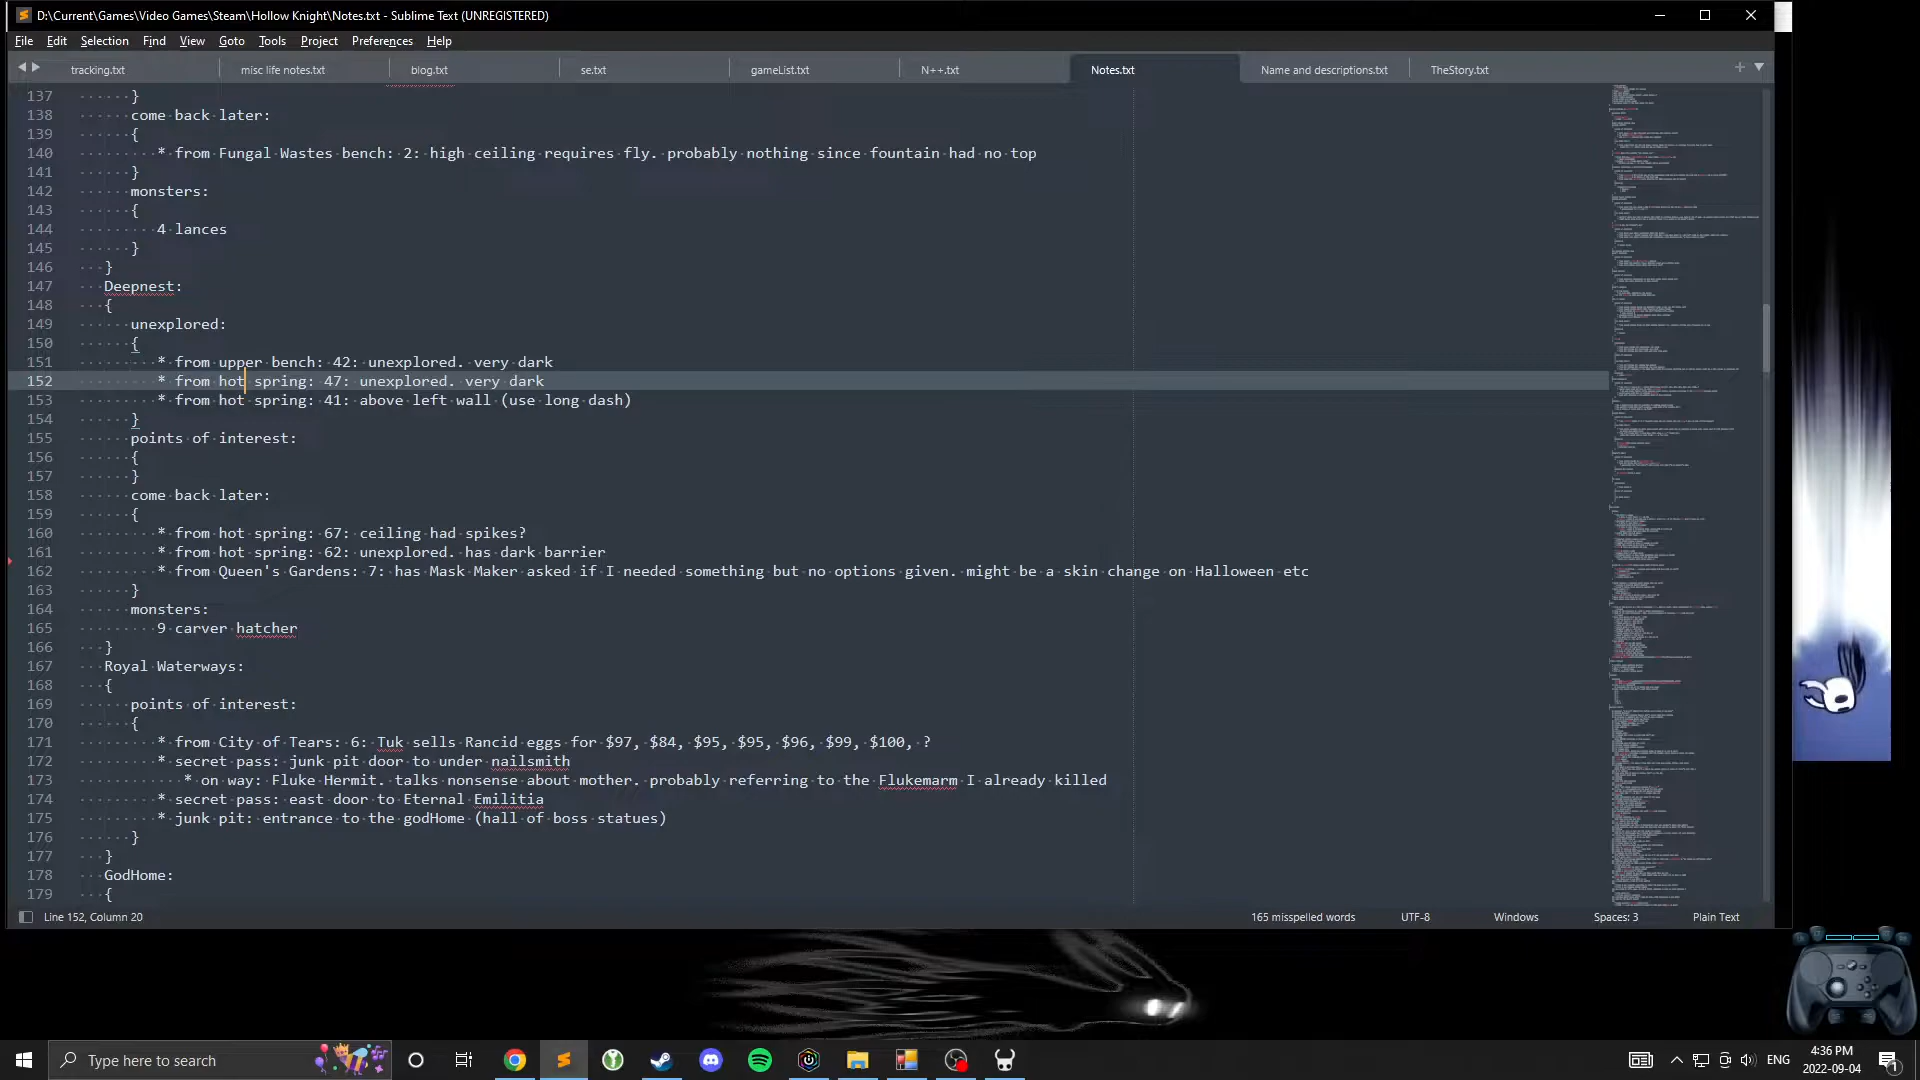 D:\Current\Games\Video Games\Steam\Hollow Knight\Notes.txt - Sublime Text (UNREGISTERED)
File Edit Selection Find View Goto Tools Project Preferences Help
tracking.txt misc life notes.txt blog.txt se.txt gameList.txt N++.txt Notes.txt Name and descriptions.txt TheStory.txt
137 }
138 come back later:
139 {
140 * from Fungal Wastes bench: 2: high ceiling requires fly. probably nothing since fountain had no top
141 }
142 monsters:
143 {
144 4 lances
145 }
146 }
147 Deepnest:
148 {
149 unexplored:
150 {
151 * from upper bench: 42: unexplored. very dark
152 * from hot spring: 47: unexplored. very dark
153 * from hot spring: 41: above left wall (use long dash)
154 }
155 points of interest:
156 {
157 }
158 come back later:
159 {
160 * from hot spring: 67: ceiling had spikes?
161 * from hot spring: 62: unexplored. has dark barrier
162 * from Queen's Gardens: 7: has Mask Maker asked if I needed something but no options given. might be a skin change on Halloween etc
163 }
164 monsters:
165 9 carver hatcher
166 }
167 Royal Waterways:
168 {
169 points of interest:
170 {
171 * from City of Tears: 6: Tuk sells Rancid eggs for $97, $84, $95, $95, $96, $99, $100, ?
172 * secret pass: junk pit door to under nailsmith
173 * on way: Fluke Hermit. talks nonsense about mother. probably referring to the Flukemarm I already killed
174 * secret pass: east door to Eternal Emilitia
175 * junk pit: entrance to the godHome (hall of boss statues)
176 }
177 }
178 GodHome:
179 {
Line 152, Column 20 165 misspelled words UTF-8 Windows Spaces: 3 Plain Text
Type here to search ENG 4:36 PM
2022-09-04
1